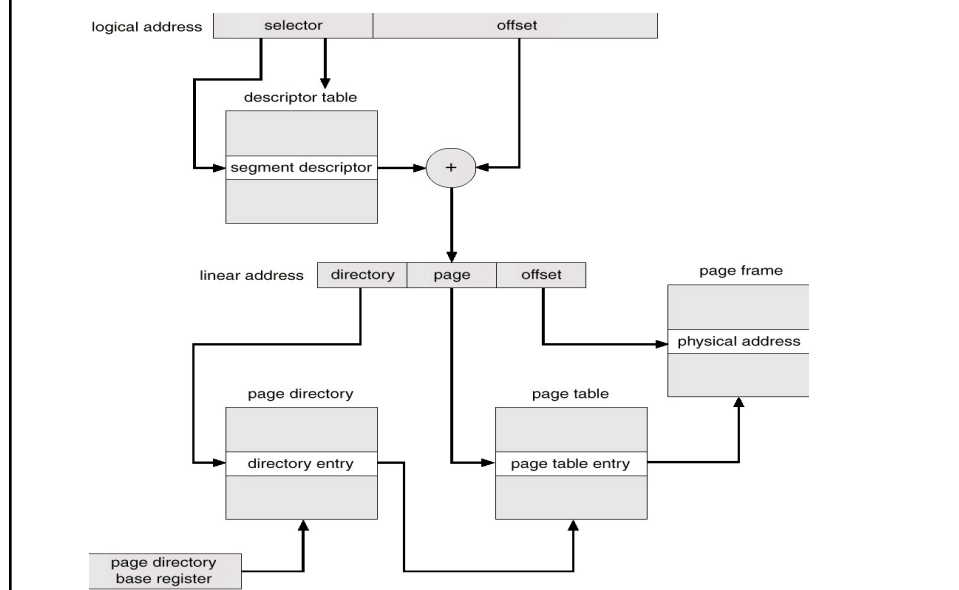 logical address
selector
offset
descriptor table
segment descriptor
+
linear address
directory
page
offset
page frame
physical address
page directory
page table
directory entry
page table entry
page directory
base register